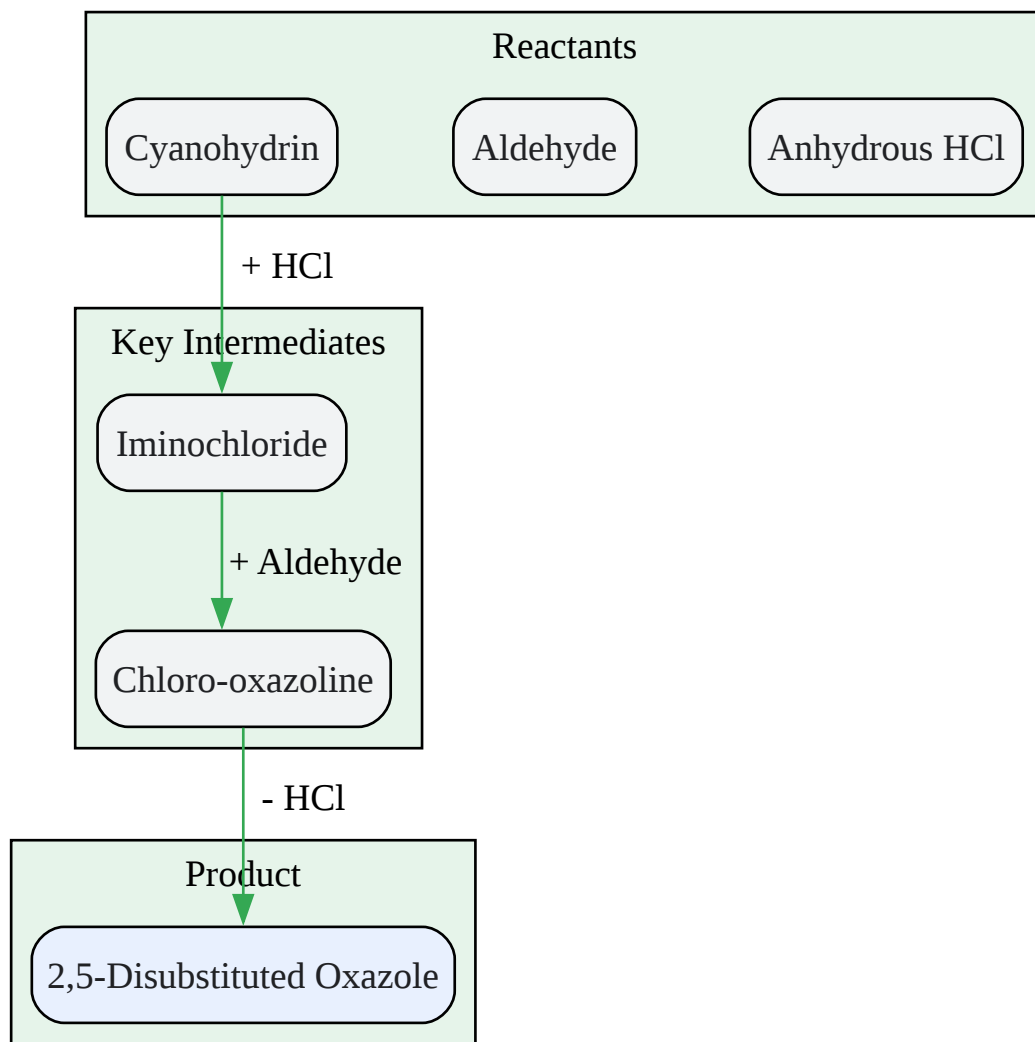 Reactants
Cyanohydrin
Aldehyde
Anhydrous HCl
+ HCl
Key Intermediates
Iminochloride
+ Aldehyde
Chloro-oxazoline
- HCl
Product
2,5-Disubstituted Oxazole